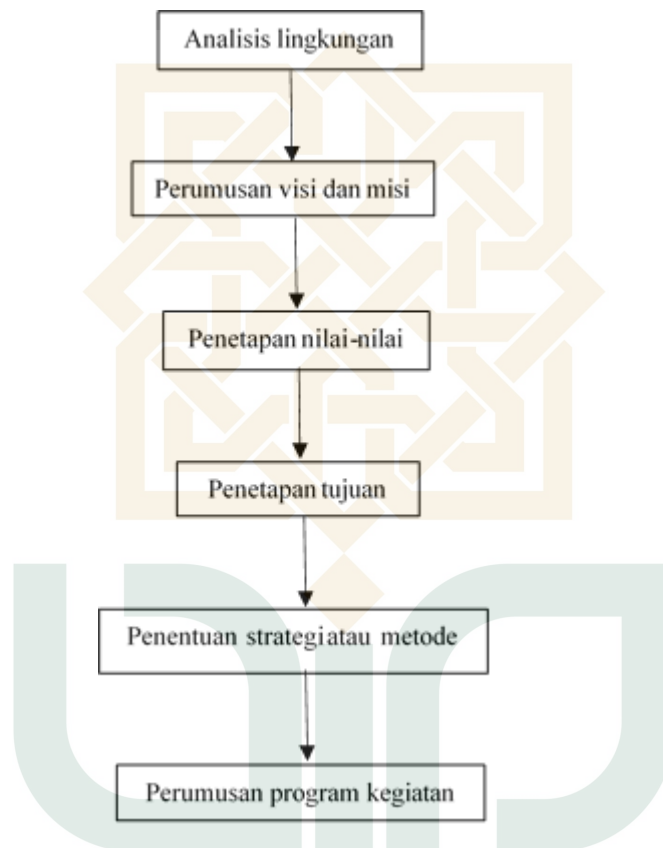 Analisis lingkungan
Perumusan visi dan misi
Penetapan nilai-nilai
Penetapan tujuan
Penentuan strategiatau metode
Perumusan program kegiatan